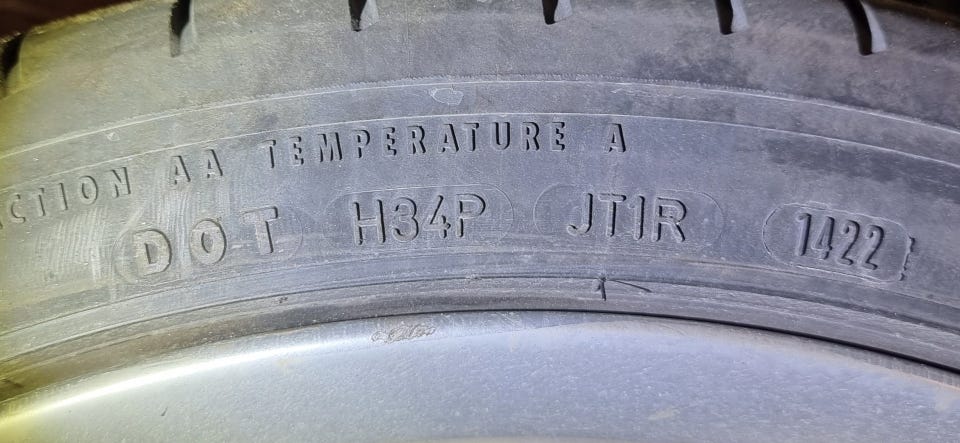 CTION AA TEMPERATURE A
DOT H34P JT1R 1422